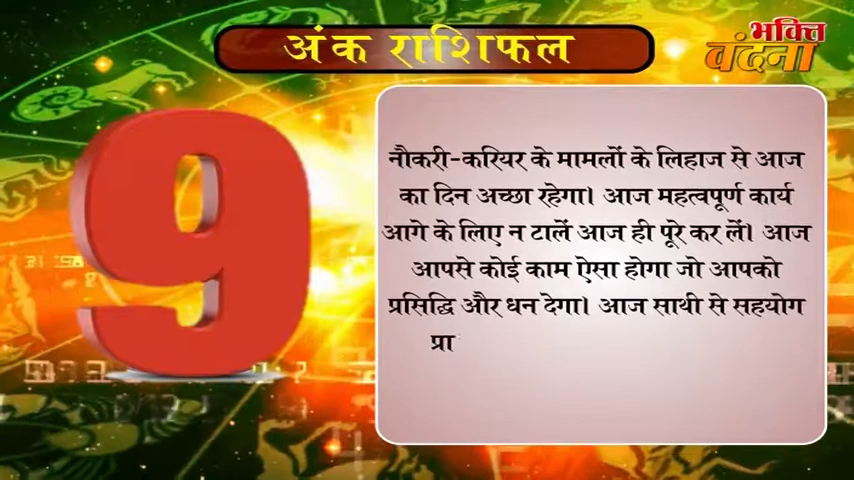 अंक राशिफल
भक्ति
वंदना
9
नौकरी-करियर के मामलों के लिहाज से आज
का दिन अच्छा रहेगा। आज महत्वपूर्ण कार्य
आगे के लिए न टालें आज ही पूरे कर लें। आज
आपसे कोई काम ऐसा होगा जो आपको
प्रसिद्धि और धन देगा। आज साथी से सहयोग
प्रा